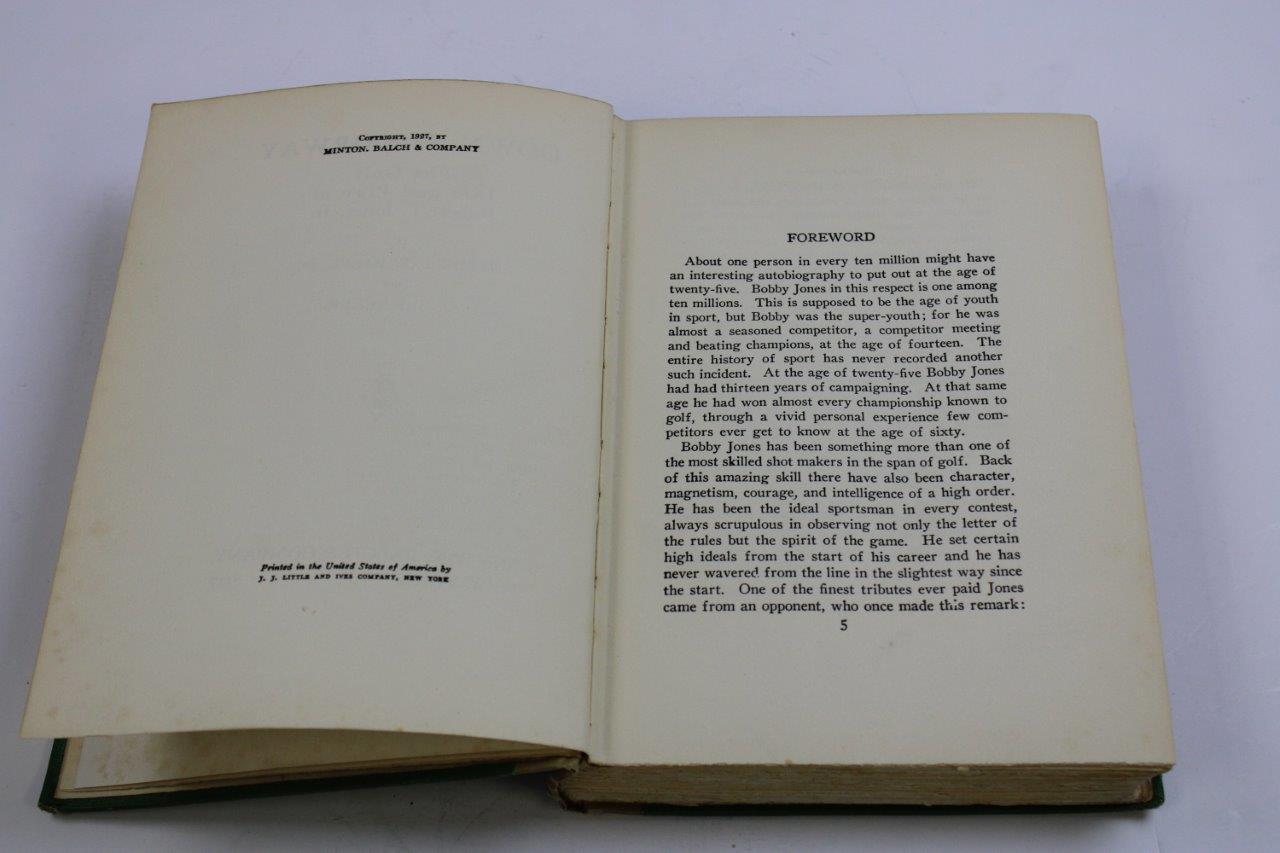 COPYRIGHT, 1927, BY
MINTON, BALCH & COMPANY
Printed in the United States of America by
J. J. LITTLE AND IVES COMPANY, NEW YORK
FOREWORD
About one person in every ten million might have
an interesting autobiography to put out at the age of
twenty-five. Bobby Jones in this respect is one among
ten millions. This is supposed to be the age of youth
in sport, but Bobby was the super-youth; for he was
almost a seasoned competitor, a competitor meeting
and beating champions, at the age of fourteen. The
entire history of sport has never recorded another
such incident. At the age of twenty-five Bobby Jones
had had thirteen years of campaigning. At that same
age he had won almost every championship known to
golf, through a vivid personal experience few com-
petitors ever get to know at the age of sixty.
Bobby Jones has been something more than one of
the most skilled shot makers in the span of golf. Back
of this amazing skill there have also been character,
magnetism, courage, and intelligence of a high order.
He has been the ideal sportsman in every contest,
always scrupulous in observing not only the letter of
the rules but the spirit of the game. He set certain
high ideals from the start of his career and he has
never wavered from the line in the slightest way since
the start. One of the finest tributes ever paid Jones
came from an opponent, who once made this remark:
5